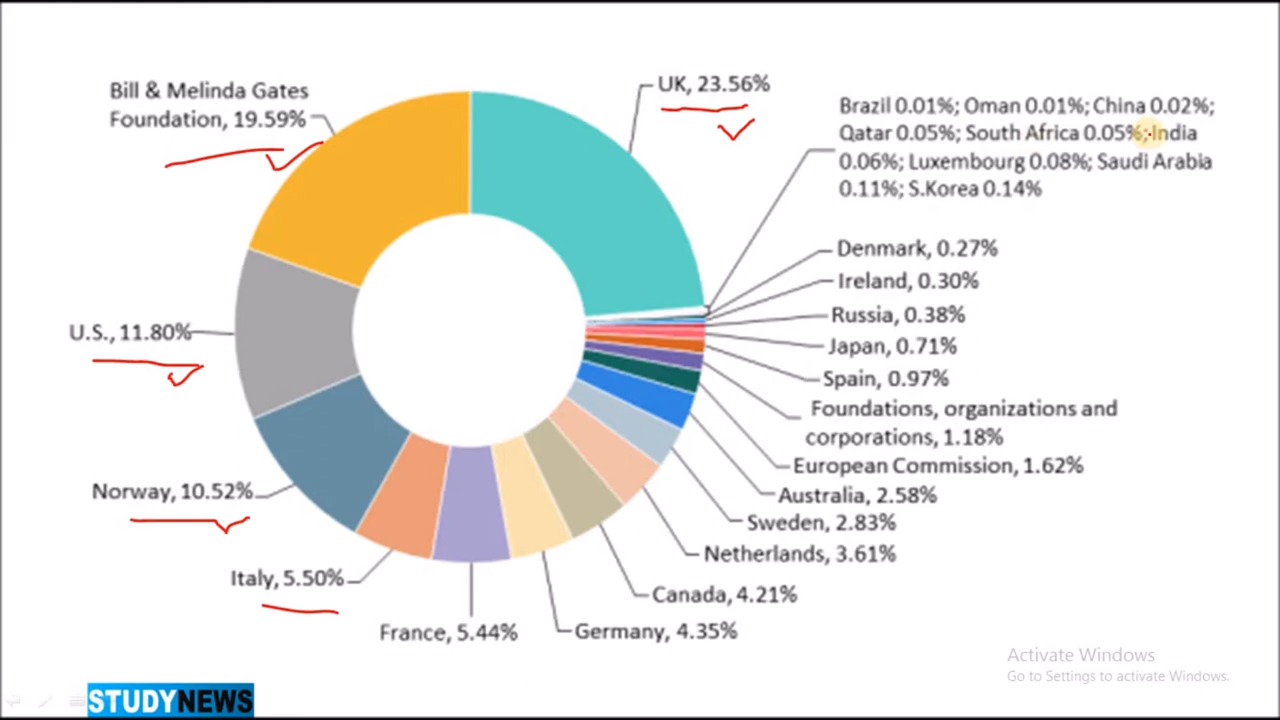 Bill & Melinda Gates
Foundation, 19.59%
UK, 23.56%
Brazil 0.01%; Oman 0.01%; China 0.02%;
Qatar 0.05%; South Africa 0.05%; India
0.06%; Luxembourg 0.08%; Saudi Arabia
0.11%; S.Korea 0.14%
Denmark, 0.27%
Ireland, 0.30%
Russia, 0.38%
Japan, 0.71%
Spain, 0.97%
Foundations, organizations and
corporations, 1.18%
European Commission, 1.62%
Australia, 2.58%
Sweden, 2.83%
Netherlands, 3.61%
Canada, 4.21%
Germany, 4.35%
France, 5.44%
Italy, 5.50%
Norway, 10.52%
U.S., 11.80%
Activate Windows
Go to Settings to activate Windows.
STUDYNEWS